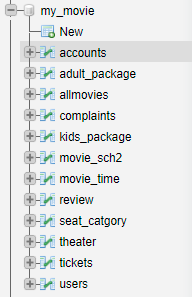 my_movie
New
accounts
adult_package
allmovies
complaints
kids_package
movie_sch2
movie_time
review
seat_catgory
theater
tickets
users